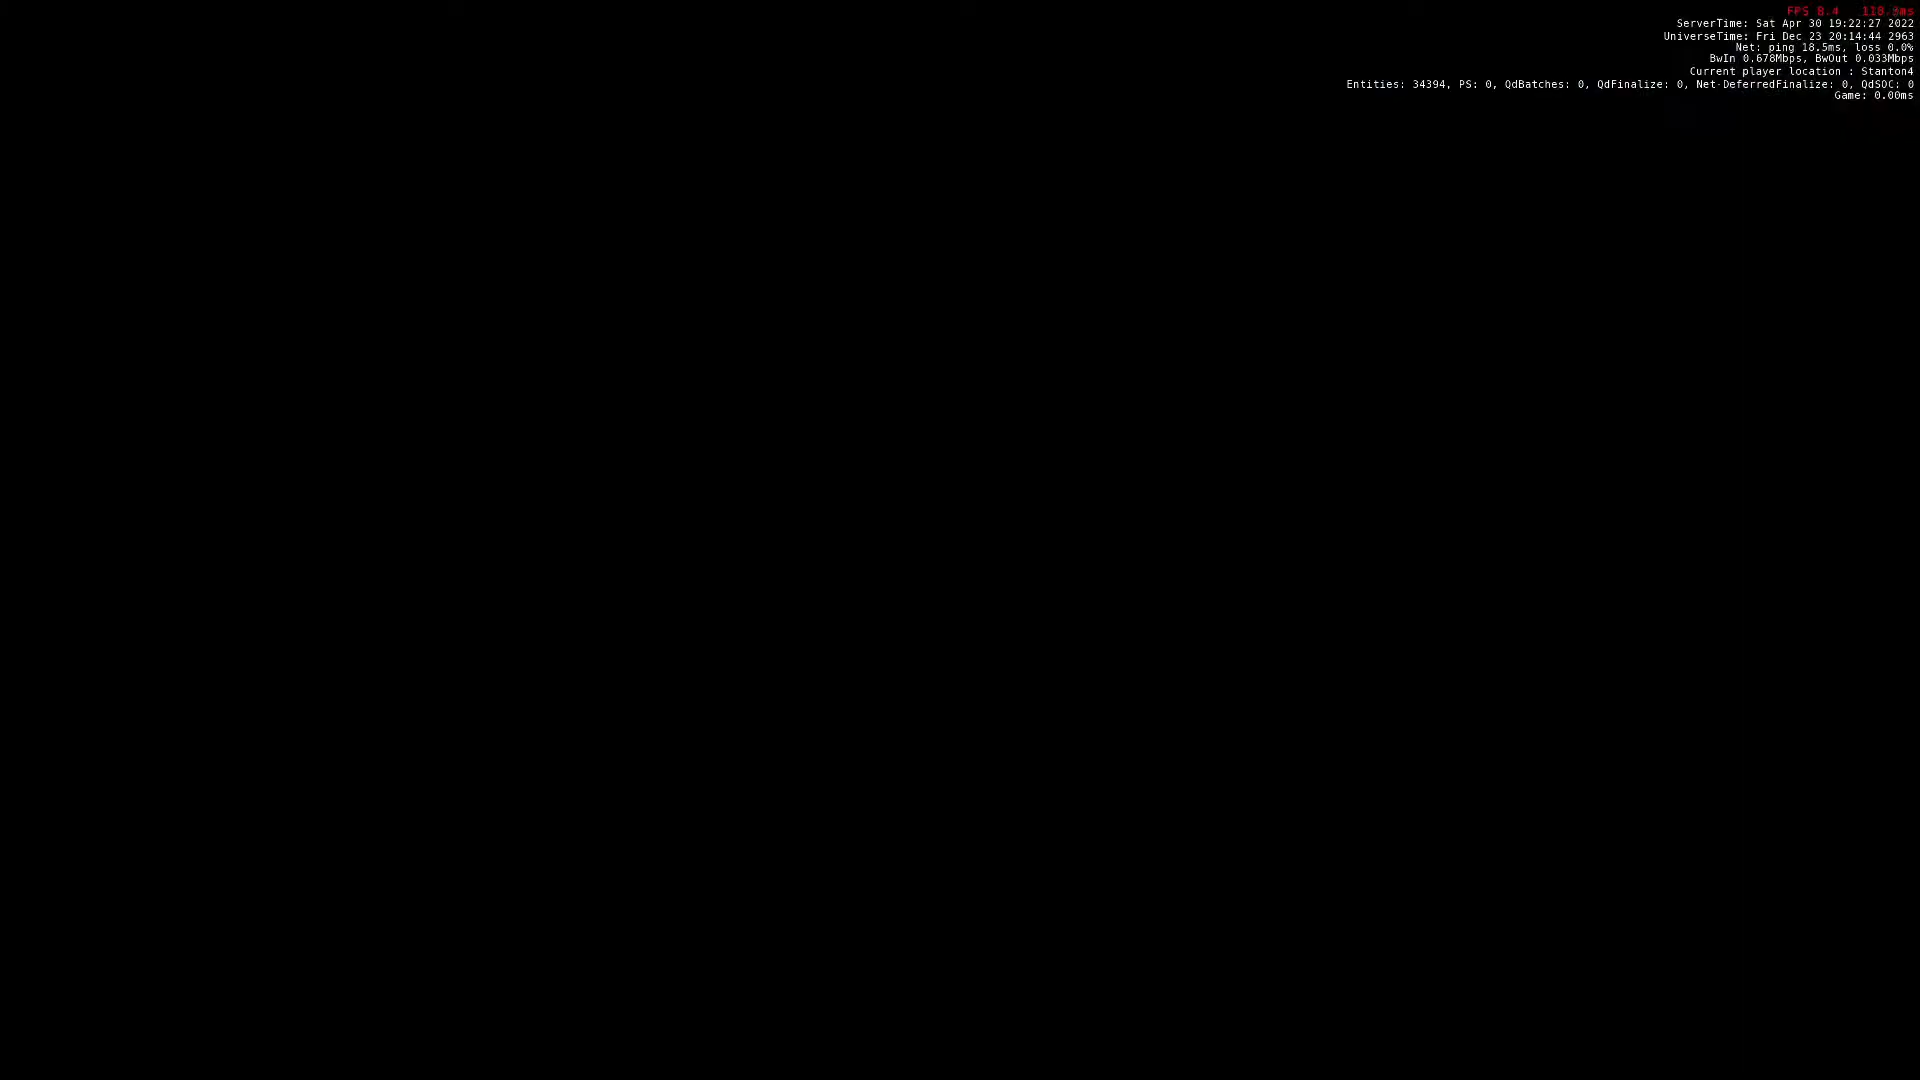 FPS 8.4 118.3ms
ServerTime: Sat Apr 30 19:22:27 2022
UniverseTime: Fri Dec 23 20:14:44 2963
Net: ping 18.5ms, loss 0.0%
BwIn 0.678Mbps, BwOut 0.033Mbps
Current player location : Stanton4
Entities: 34394, PS: 0, QdBatches: 0, QdFinalize: 0, Net-DeferredFinalize: 0, QdSOC: 0
Game: 0.00ms